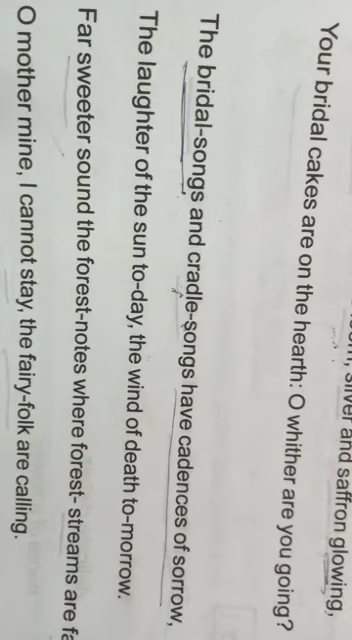 silver and saffron glowing,
Your bridal cakes are on the hearth: O whither are you going?
The bridal-songs and cradle-songs have cadences of sorrow,
The laughter of the sun to-day, the wind of death to-morrow.
Far sweeter sound the forest-notes where forest- streams are
O mother mine, I cannot stay, the fairy-folk are calling.